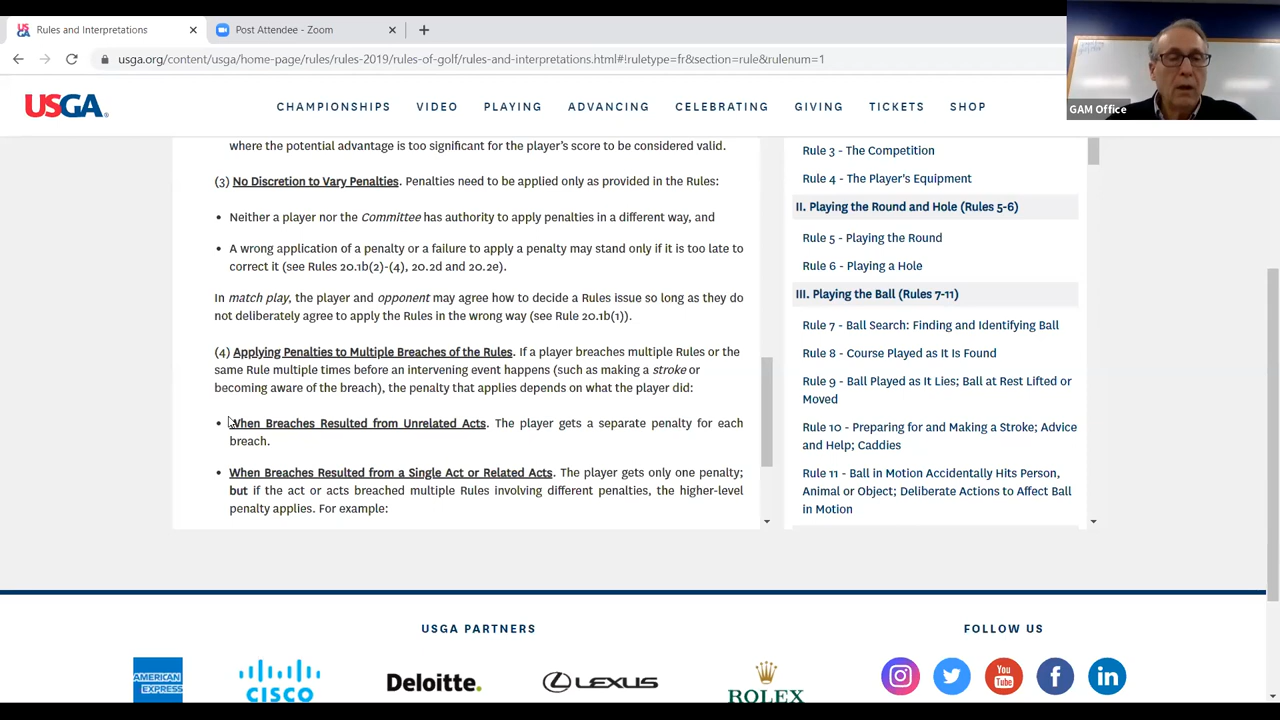 Rules and Interpretations
Post Attendee - Zoom
usga.org/content/usga/home-page/rules/rules-2019/rules-of-golf/rules-and-interpretations.html#!ruletype=fr&section=rule&rulenum=1
GAM Office
USGA
CHAMPIONSHIPS VIDEO PLAYING ADVANCING CELEBRATING GIVING TICKETS SHOP
where the potential advantage is too significant for the player's score to be considered valid.
(3) No Discretion to Vary Penalties. Penalties need to be applied only as provided in the Rules:
• Neither a player nor the Committee has authority to apply penalties in a different way, and
• A wrong application of a penalty or a failure to apply a penalty may stand only if it is too late to
correct it (see Rules 20.1b(2)-(4), 20.2d and 20.2e).
In match play, the player and opponent may agree how to decide a Rules issue so long as they do
not deliberately agree to apply the Rules in the wrong way (see Rule 20.1b(1)).
(4) Applying Penalties to Multiple Breaches of the Rules. If a player breaches multiple Rules or the
same Rule multiple times before an intervening event happens (such as making a stroke or
becoming aware of the breach), the penalty that applies depends on what the player did:
• When Breaches Resulted from Unrelated Acts. The player gets a separate penalty for each
breach.
• When Breaches Resulted from a Single Act or Related Acts. The player gets only one penalty;
but if the act or acts breached multiple Rules involving different penalties, the higher-level
penalty applies. For example:
Rule 3 - The Competition
Rule 4 - The Player's Equipment
II. Playing the Round and Hole (Rules 5-6)
Rule 5 - Playing the Round
Rule 6 - Playing a Hole
III. Playing the Ball (Rules 7-11)
Rule 7 - Ball Search: Finding and Identifying Ball
Rule 8 - Course Played as It Is Found
Rule 9 - Ball Played as It Lies; Ball at Rest Lifted or
Moved
Rule 10 - Preparing for and Making a Stroke; Advice
and Help; Caddies
Rule 11 - Ball in Motion Accidentally Hits Person,
Animal or Object; Deliberate Actions to Affect Ball
in Motion
USGA PARTNERS
FOLLOW US
AMERICAN
EXPRESS
CISCO
Deloitte.
LEXUS
ROLEX
You
Tube